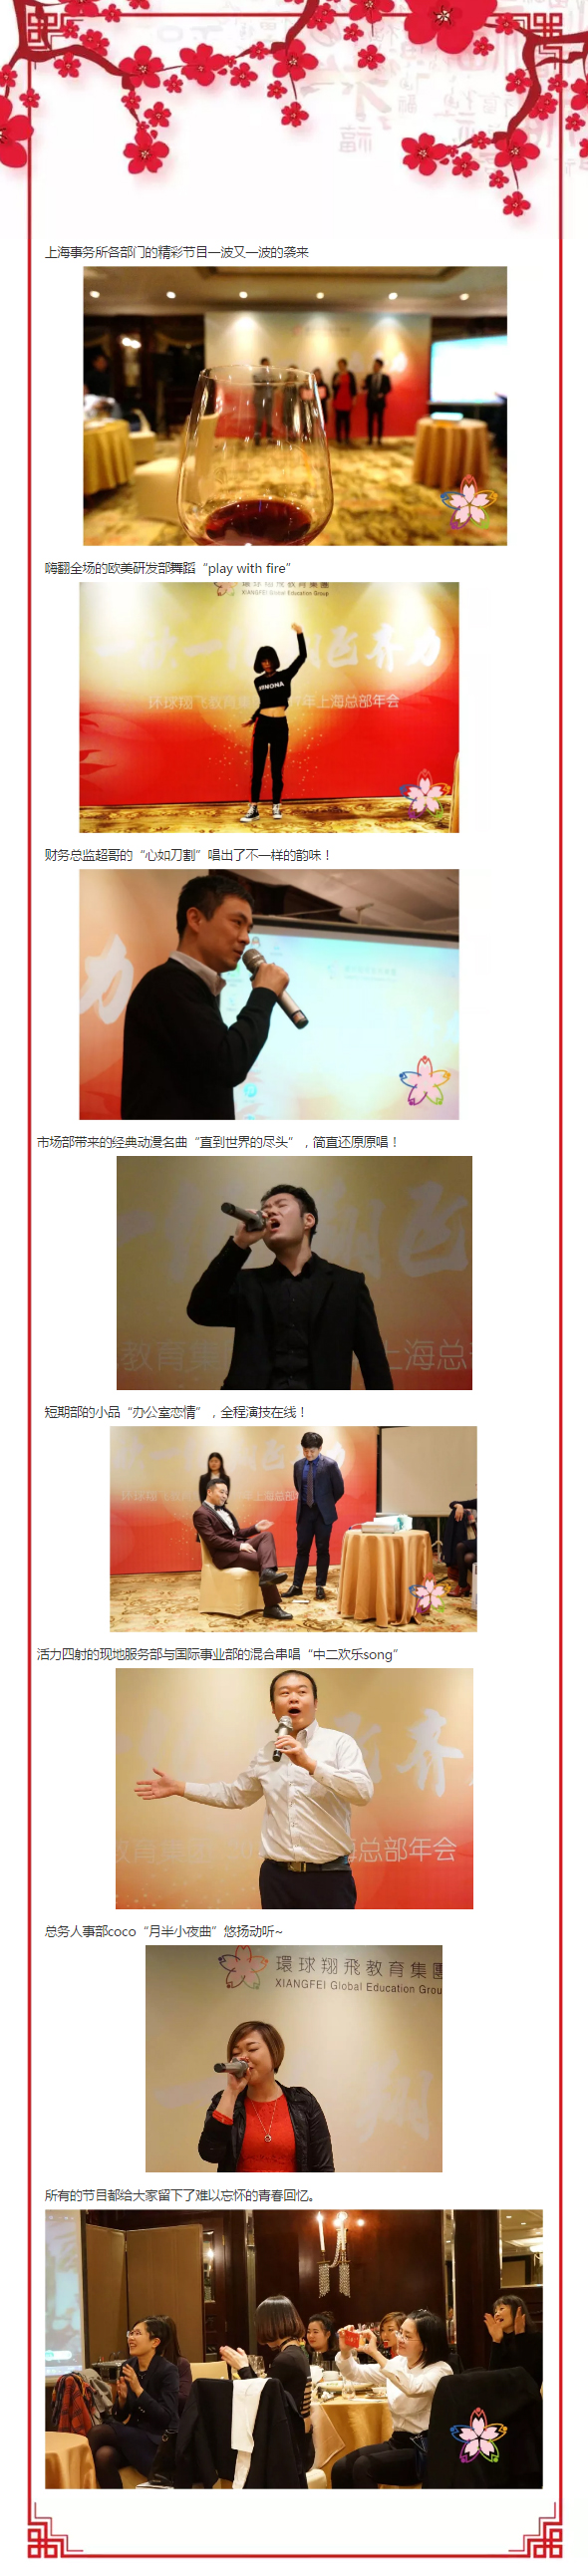 上海事务所各部门的精彩节目一波又一波的袭来
嗨翻全场的欧美研发部舞蹈“play with fire”
環球翔飛教育集團
XIANGFEI Global Education Group
翔飞齐力
环球翔飞教育集
年上海总部年会
财务总监超哥的“心如刀割”唱出了不一样的韵味！
力
市场部带来的经典动漫名曲“直到世界的尽头”，简直还原原唱！
飞
教育集
上海总
短期部的小品“办公室恋情”，全程演技在线！
活力四射的现地服务部与国际事业部的混合串唱“中二欢乐song”
飞齐
教育集
总部年会
总务人事部coco“月半小夜曲”悠扬动听~
環球翔飛教育集團
XIANGFEI Global Education Grou
翔
所有的节目都给大家留下了难以忘怀的青春回忆。